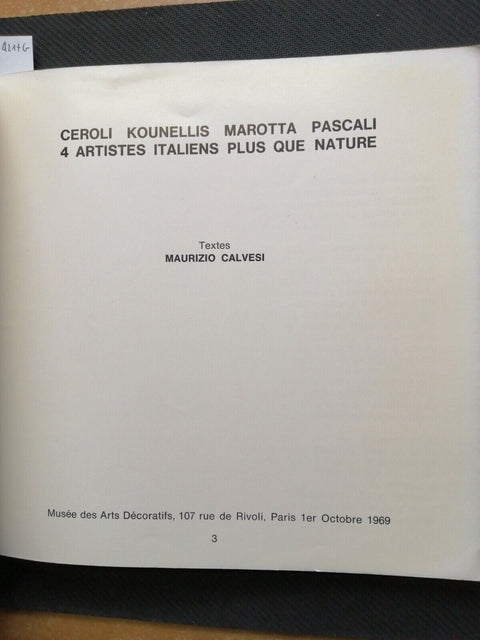 CEROLI KOUNELLIS MAROTTA PASCALI
4 ARTISTES ITALIENS PLUS QUE NATURE
Textes
MAURIZIO CALVESI
Musée des Arts Décoratifs, 107 rue de Rivoli, Paris 1er Octobre 1969
3